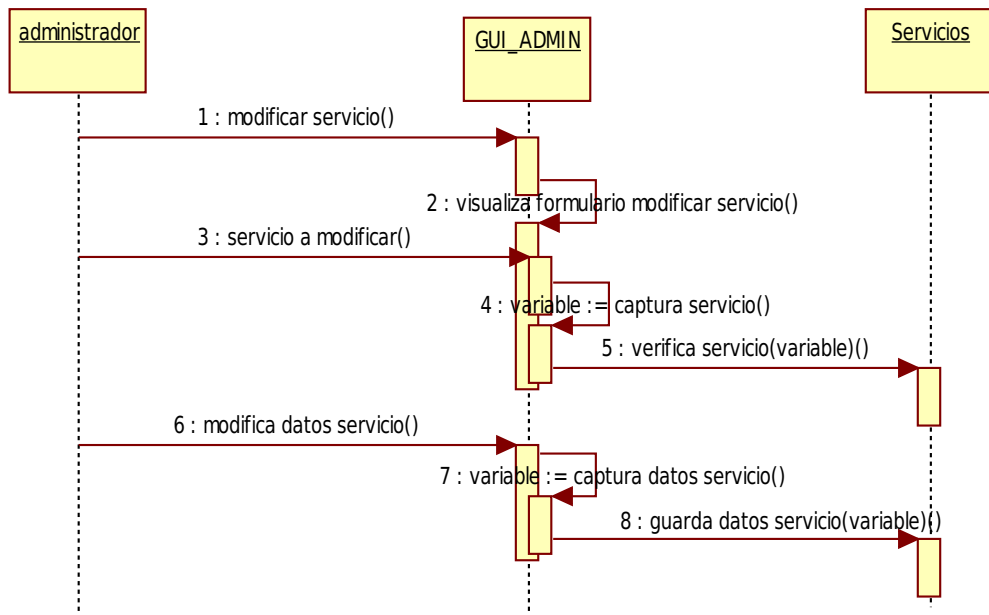 administrador
GUI_ADMIN
Servicios
1 : modificar servicio()
2 : visualiza formulario modificar servicio()
3 : servicio a modificar()
4 : variable := captura servicio()
5 : verifica servicio(variable)()
6 : modifica datos servicio()
7 : variable := captura datos servicio()
8 : guarda datos servicio(variable)()